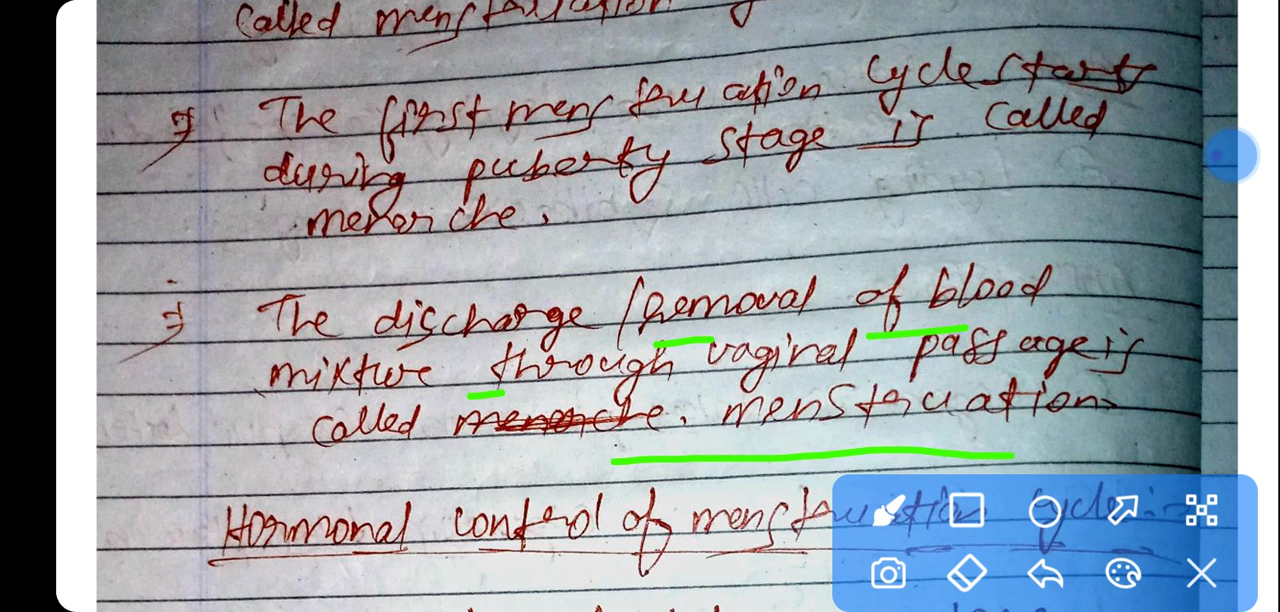 called menstruation
⇒ The first menstruation cycle starts
during puberty stage is called
menarche.
⇒ The discharge / removal of blood
mixture through vaginal passage is
called menarche. menstruation
Hormonal control of menstruation cycle :-